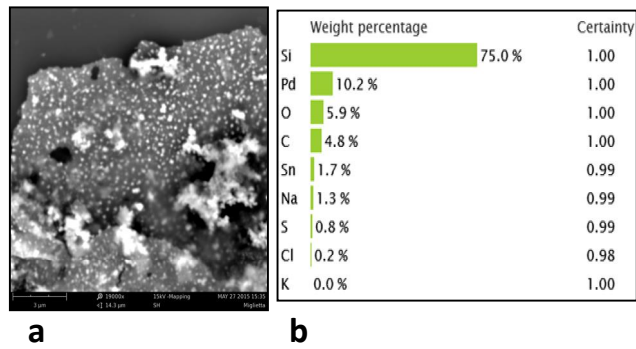 3 µm
19000x
14.3 µm
15kV -Mapping
SH
MAY 27 2015 15:35
Miglietta
a
Weight percentage Certainty
Si 75.0 % 1.00
Pd 10.2 % 1.00
O 5.9 % 1.00
C 4.8 % 1.00
Sn 1.7 % 0.99
Na 1.3 % 0.99
S 0.8 % 0.99
Cl 0.2 % 0.98
K 0.0 % 1.00
b